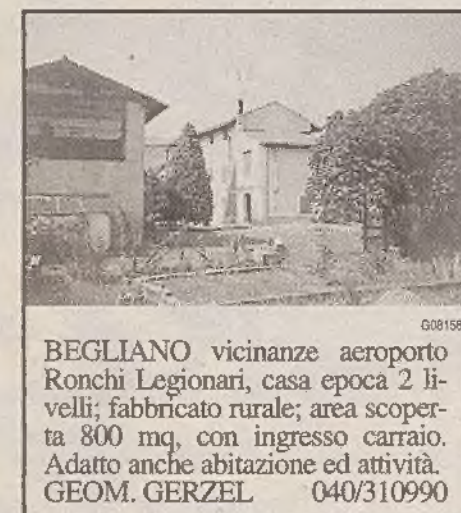 G08158
BEGLIANO vicinanze aeroporto
Ronchi Legionari, casa epoca 2 li-
velli; fabbricato rurale; area scoper-
ta 800 mq, con ingresso carraio.
Adatto anche abitazione ed attività.
GEOM. GERZEL 040/310990